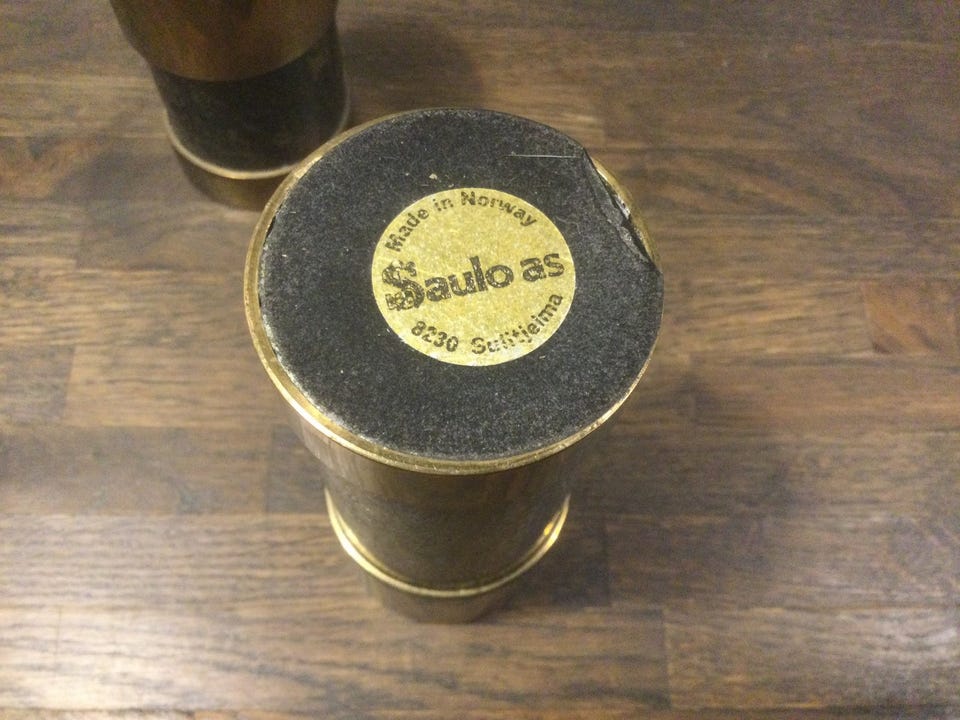 Made in Norway
Saulo as
8230 Sulitjelma